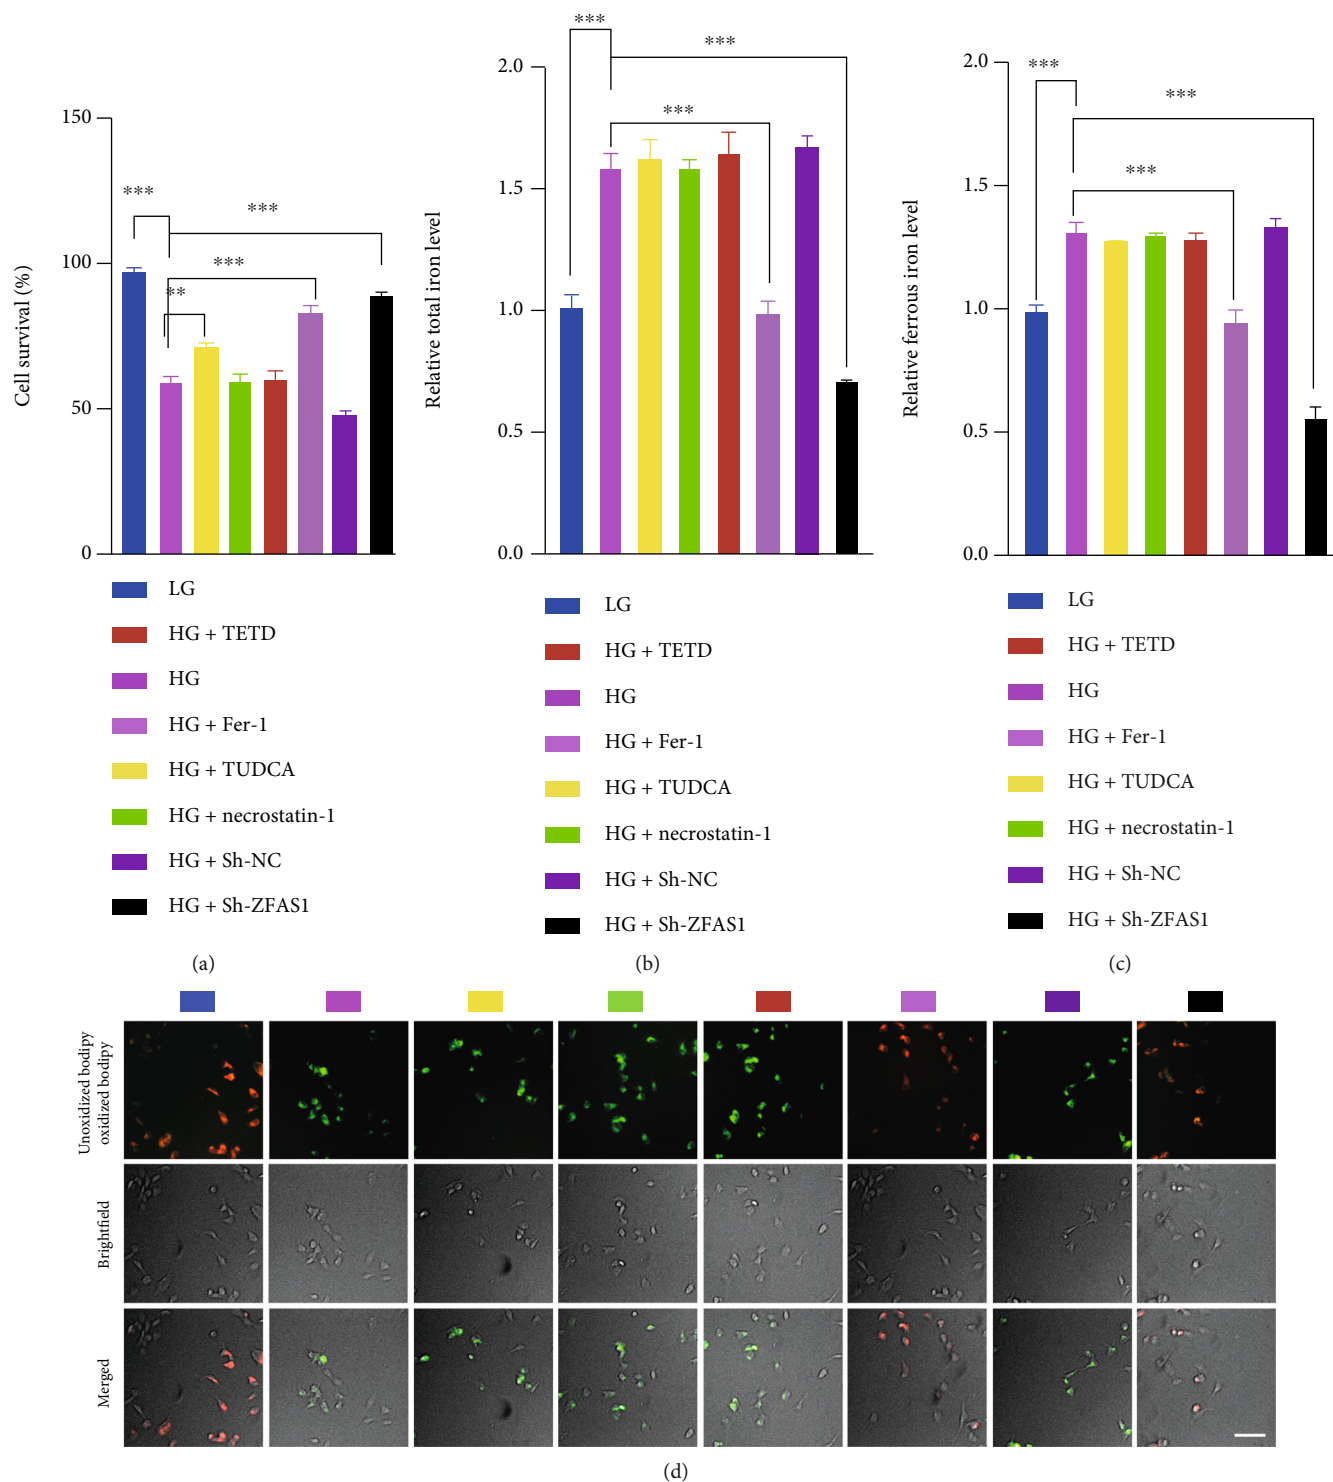 ***
***
***
**
150
100
50
0
Cell survival (%)
LG
HG + TETD
HG
HG + Fer-1
HG + TUDCA
HG + necrostatin-1
HG + Sh-NC
HG + Sh-ZFAS1
(a)
***
***
***
2.0
1.5
1.0
0.5
0.0
Relative total iron level
LG
HG + TETD
HG
HG + Fer-1
HG + TUDCA
HG + necrostatin-1
HG + Sh-NC
HG + Sh-ZFAS1
(b)
***
***
***
2.0
1.5
1.0
0.5
0.0
Relative ferrous iron level
LG
HG + TETD
HG
HG + Fer-1
HG + TUDCA
HG + necrostatin-1
HG + Sh-NC
HG + Sh-ZFAS1
(c)
Unoxidized bodipy
oxidized bodipy
Brightfield
Merged
(d)